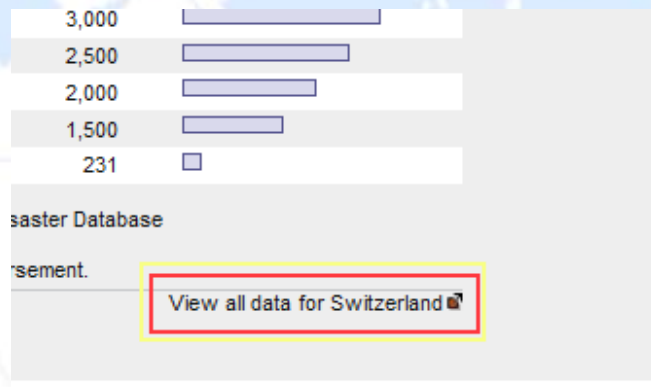 3,000
2,500
2,000
1,500
231
saster Database
rsement.
View all data for Switzerland